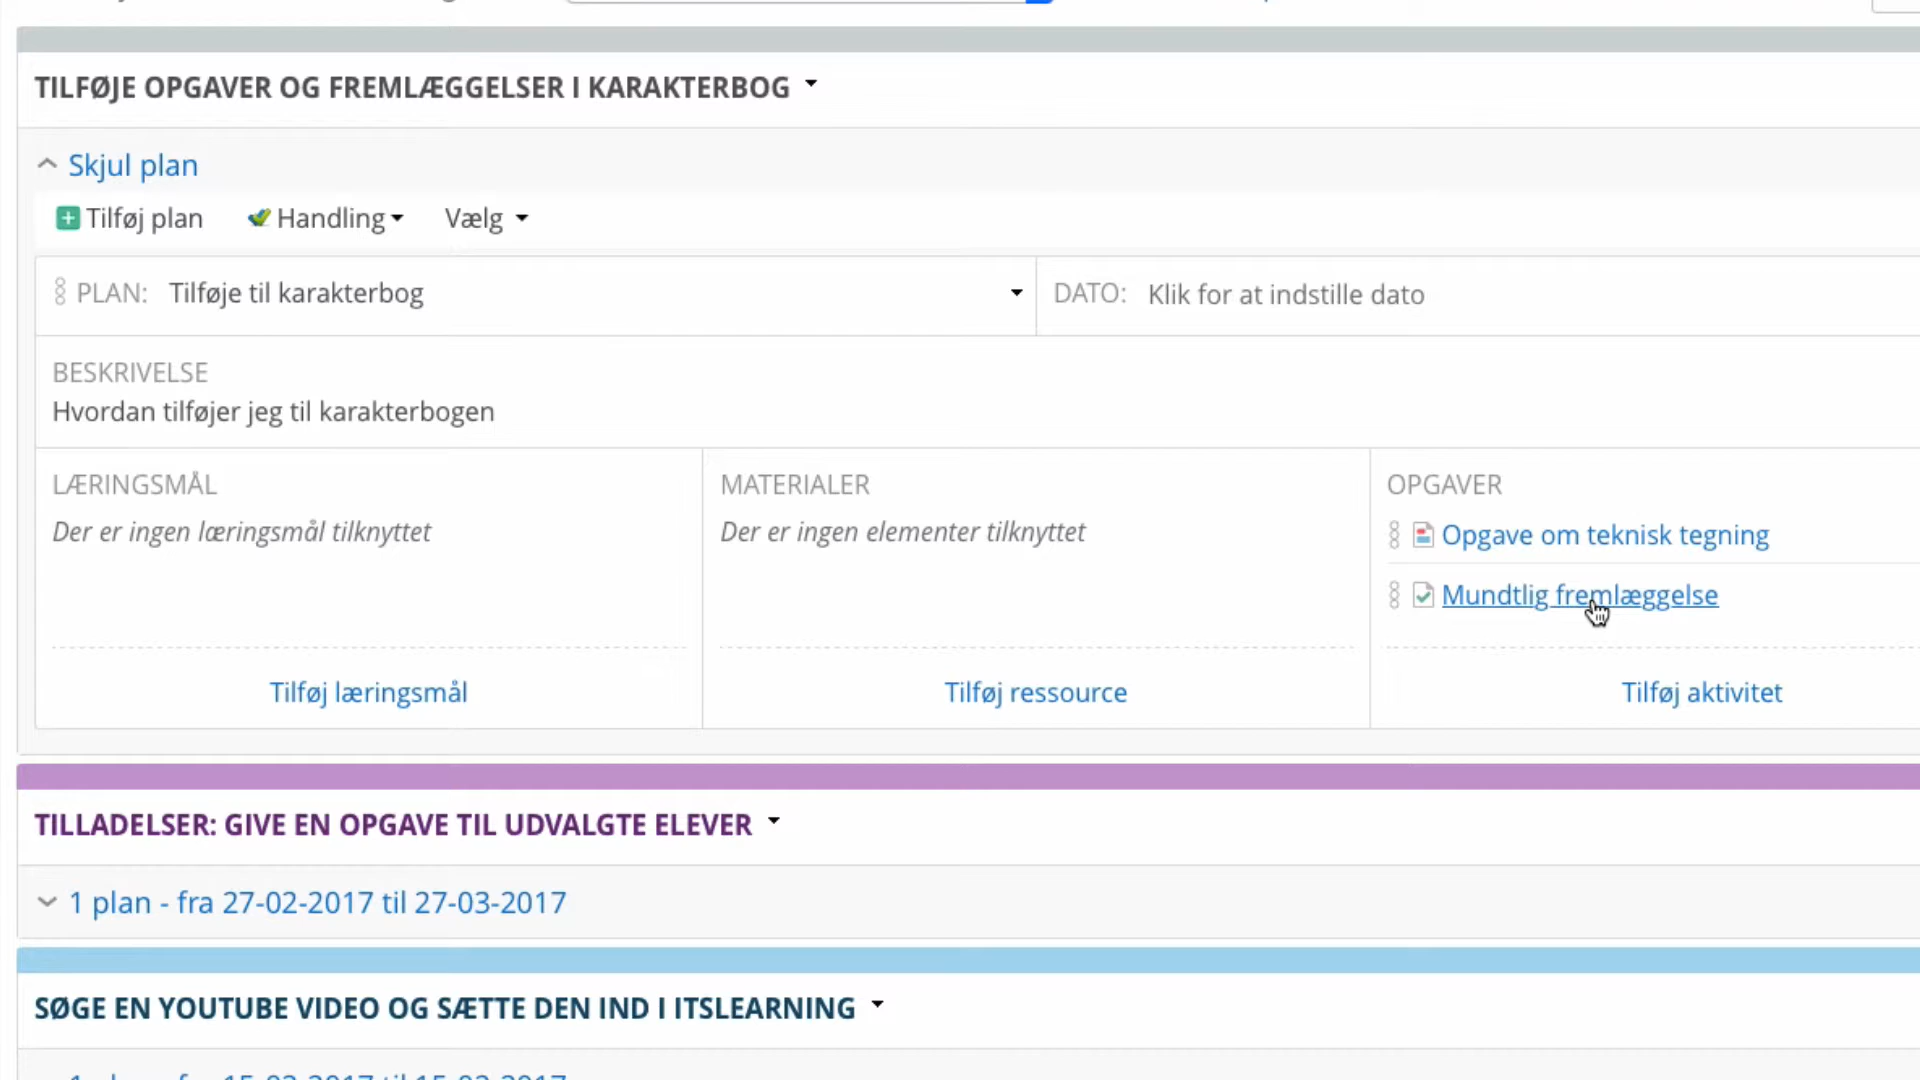 TILFØJE OPGAVER OG FREMLÆGGELSER I KARAKTERBOG
Skjul plan
Tilføj plan Handling Vælg
PLAN: Tilføje til karakterbog DATO: Klik for at indstille dato
BESKRIVELSE
Hvordan tilføjer jeg til karakterbogen
LÆRINGSMÅL
Der er ingen læringsmål tilknyttet
Tilføj læringsmål
MATERIALER
Der er ingen elementer tilknyttet
Tilføj ressource
OPGAVER
Opgave om teknisk tegning
Mundtlig fremlæggelse
Tilføj aktivitet
TILLADELSER: GIVE EN OPGAVE TIL UDVALGTE ELEVER
1 plan - fra 27-02-2017 til 27-03-2017
SØGE EN YOUTUBE VIDEO OG SÆTTE DEN IND I ITSLEARNING